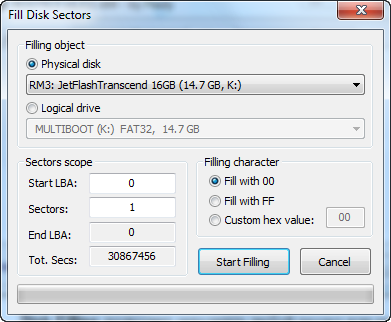 Fill Disk Sectors
Filling object
Physical disk
RM3: JetFlashTranscend 16GB (14.7 GB, K:)
Logical drive
MULTIBOOT (K:)  FAT32,  14.7 GB
Sectors scope
Start LBA: 0
Sectors: 1
End LBA: 0
Tot. Secs: 30867456
Filling character
Fill with 00
Fill with FF
Custom hex value: 00
Start Filling
Cancel